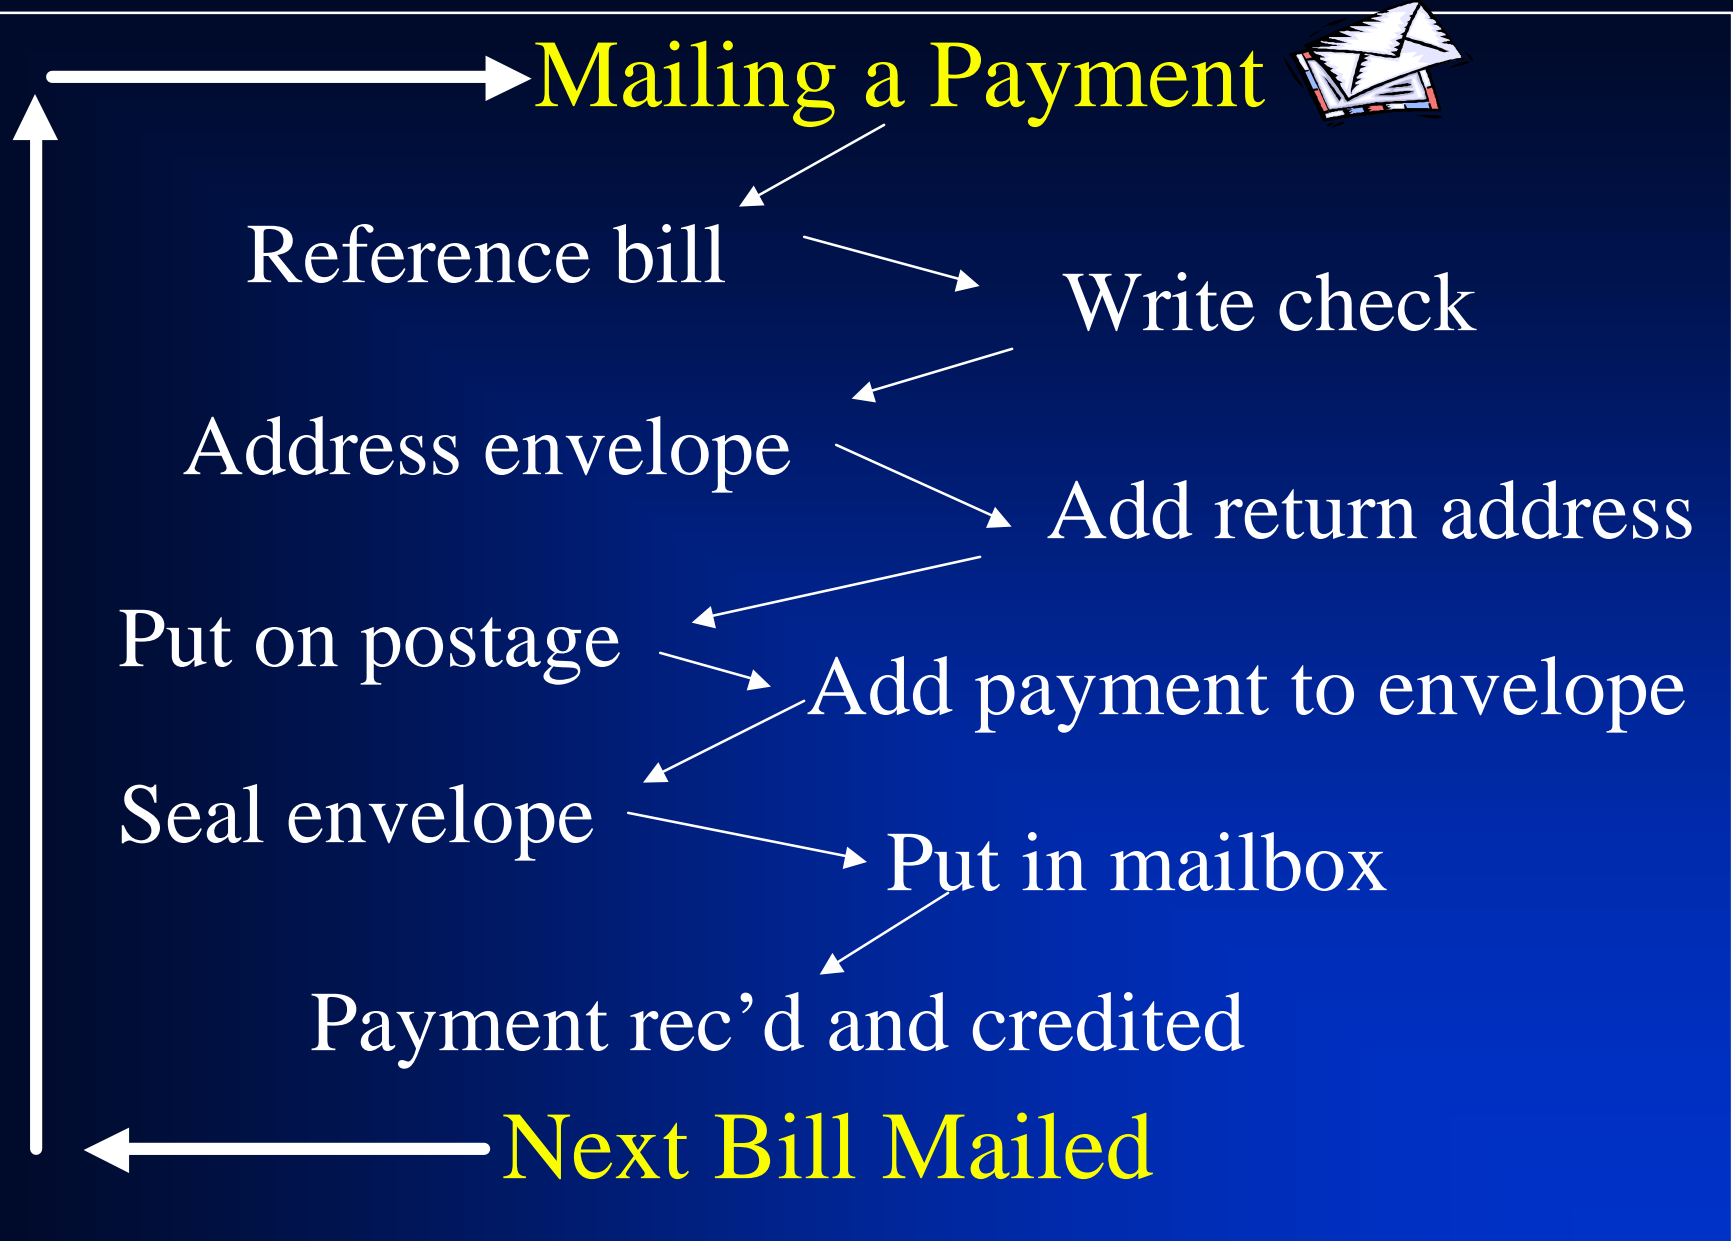 Mailing a Payment
Reference bill
Write check
Address envelope
Add return address
Put on postage
Add payment to envelope
Seal envelope
Put in mailbox
Payment rec’d and credited
Next Bill Mailed